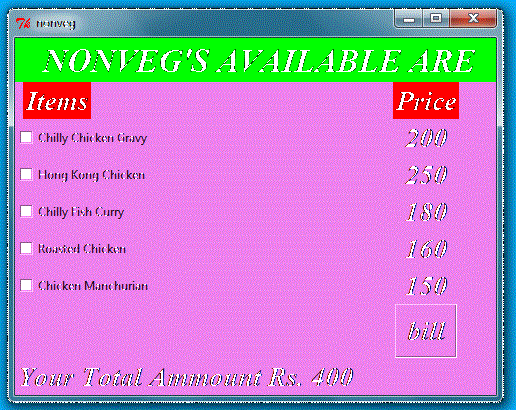 nonveg
NONVEG'S AVAILABLE ARE
Items Price
Chilly Chicken Gravy 200
Hong Kong Chicken 250
Chilly Fish Curry 180
Roasted Chicken 160
Chicken Manchurian 150
bill
Your Total Ammount Rs. 400